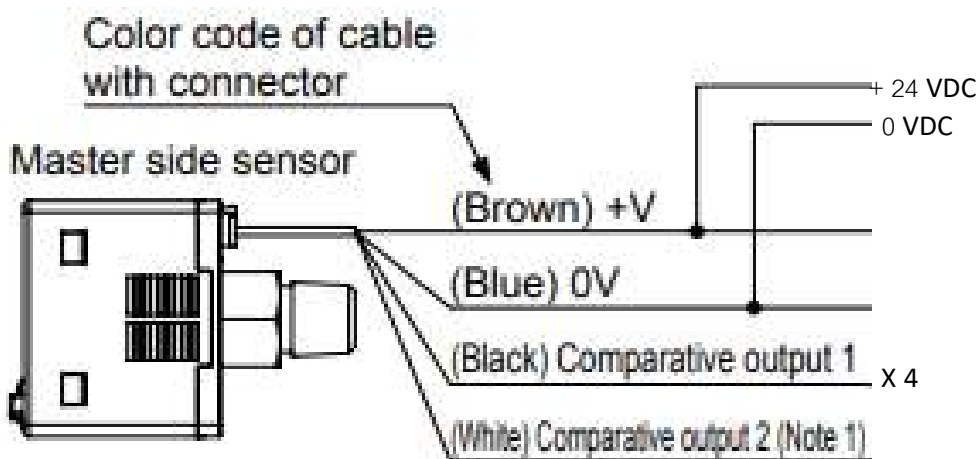 Color code of cable
with connector
+ 24 VDC
0 VDC
Master side sensor
(Brown) +V
(Blue) 0V
(Black) Comparative output 1
X 4
(White) Comparative output 2 (Note 1)